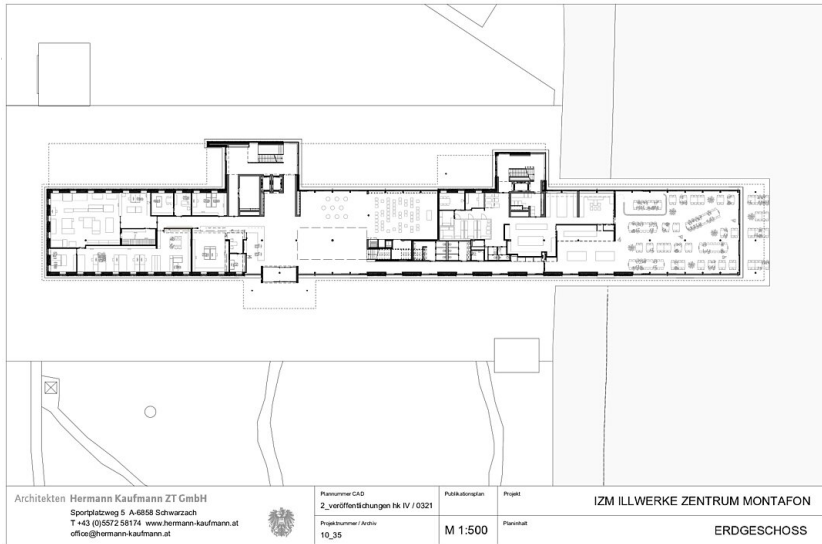 Architekten Hermann Kaufmann ZT GmbH
Sportplatzweg 5 A-6858 Schwarzach
T +43 (0)5572 58174 www.hermann-kaufmann.at
office@hermann-kaufmann.at
Plannummer CAD
2_veröffentlichungen hk IV / 0321
Projektnummer / Archiv
10_35
Publikationsplan
M 1:500
Projekt
IZM ILLWERKE ZENTRUM MONTAFON
Planinhalt
ERDGESCHOSS